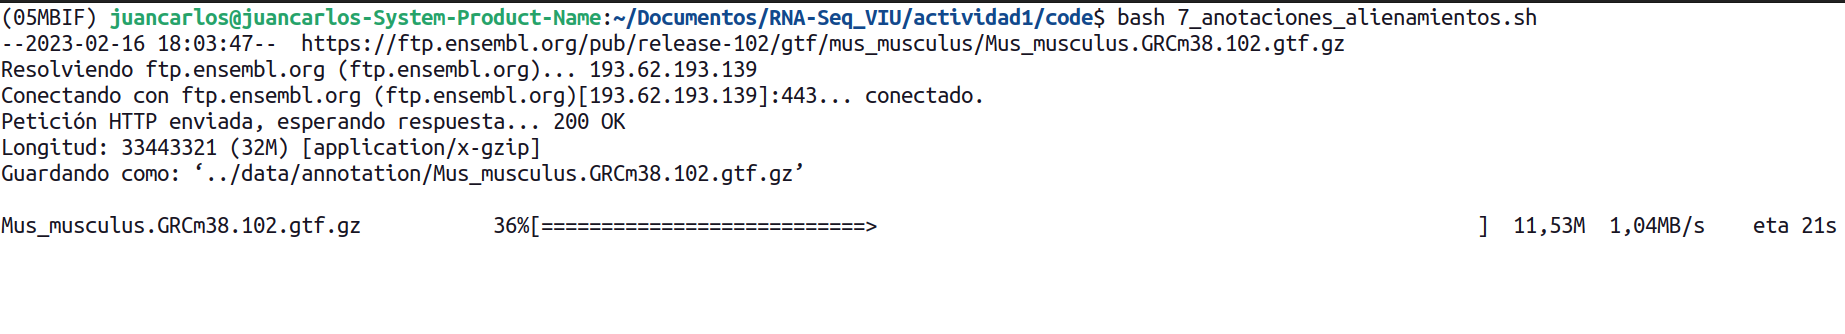 (05MBIF) juancarlos@juancarlos-System-Product-Name:~/Documentos/RNA-Seq_VIU/actividad1/code$ bash 7_anotaciones_alienamientos.sh
--2023-02-16 18:03:47--  https://ftp.ensembl.org/pub/release-102/gtf/mus_musculus/Mus_musculus.GRCm38.102.gtf.gz
Resolviendo ftp.ensembl.org (ftp.ensembl.org)... 193.62.193.139
Conectando con ftp.ensembl.org (ftp.ensembl.org)[193.62.193.139]:443... conectado.
Petición HTTP enviada, esperando respuesta... 200 OK
Longitud: 33443321 (32M) [application/x-gzip]
Guardando como: ‘../data/annotation/Mus_musculus.GRCm38.102.gtf.gz’
Mus_musculus.GRCm38.102.gtf.gz           36%[===========================>                                                  ]  11,53M  1,04MB/s    eta 21s